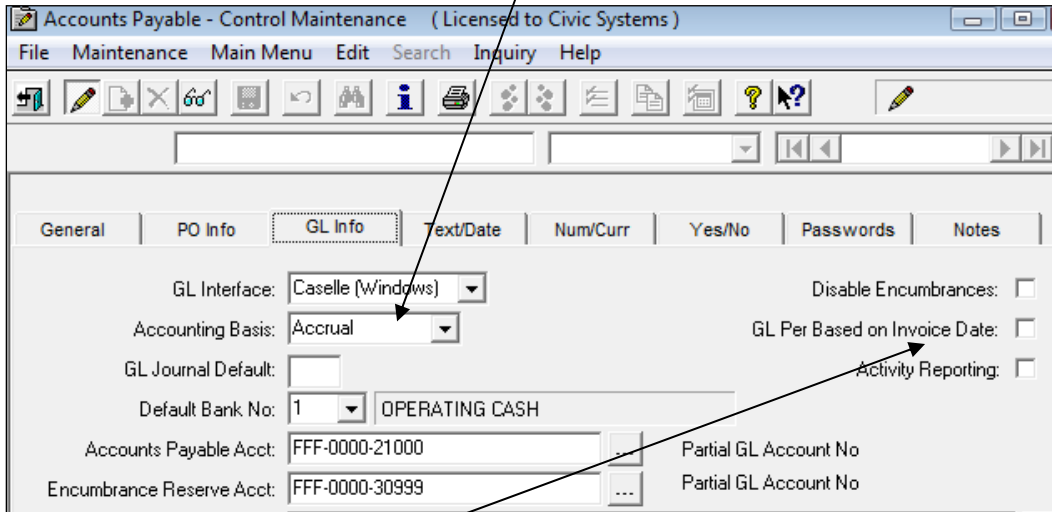 Accounts Payable - Control Maintenance ( Licensed to Civic Systems )
File Maintenance Main Menu Edit Search Inquiry Help
General PO Info GL Info Text/Date Num/Curr Yes/No Passwords Notes
GL Interface: Caselle (Windows) Disable Encumbrances:
Accounting Basis: Accrual GL Per Based on Invoice Date:
GL Journal Default: Activity Reporting:
Default Bank No: 1 OPERATING CASH
Accounts Payable Acct: FFF-0000-21000 ... Partial GL Account No
Encumbrance Reserve Acct: FFF-0000-30999 ... Partial GL Account No